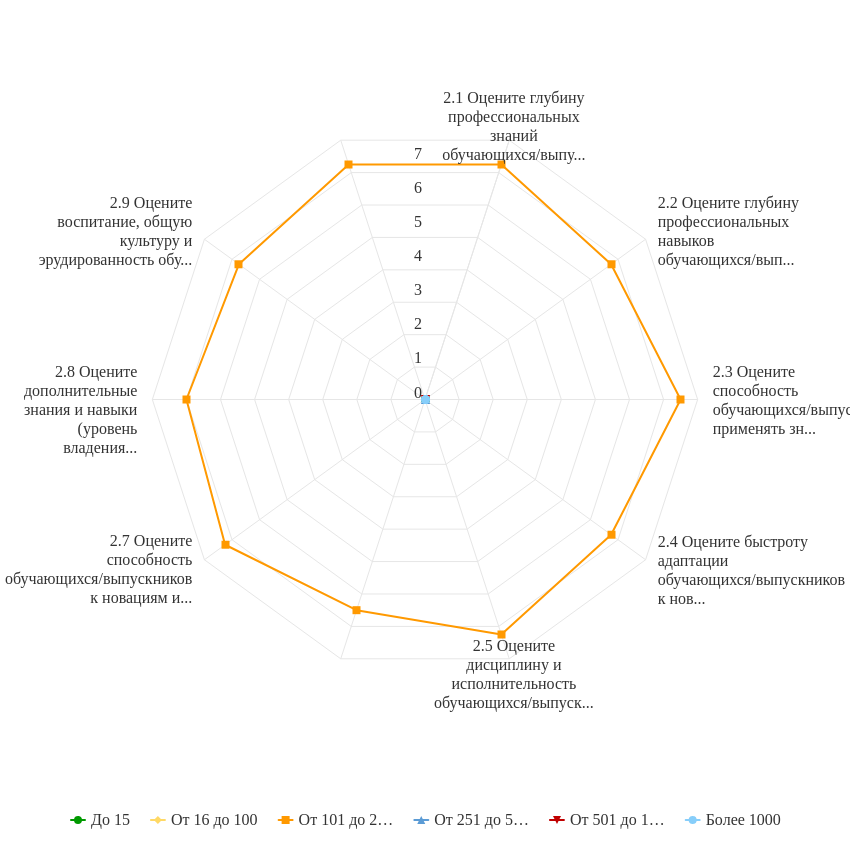 2.1 Оцените глубину
профессиональных
знаний
обучающихся/выпу...
2.2 Оцените глубину
профессиональных
навыков
обучающихся/вып...
2.3 Оцените
способность
обучающихся/выпус
применять зн...
2.4 Оцените быстроту
адаптации
обучающихся/выпускников
к нов...
2.5 Оцените
дисциплину и
исполнительность
обучающихся/выпуск...
2.7 Оцените
способность
обучающихся/выпускников
к новациям и...
2.8 Оцените
дополнительные
знания и навыки
(уровень
владения...
2.9 Оцените
воспитание, общую
культуру и
эрудированность обу...
7
6
5
4
3
2
1
0
До 15
От 16 до 100
От 101 до 2…
От 251 до 5…
От 501 до 1…
Более 1000